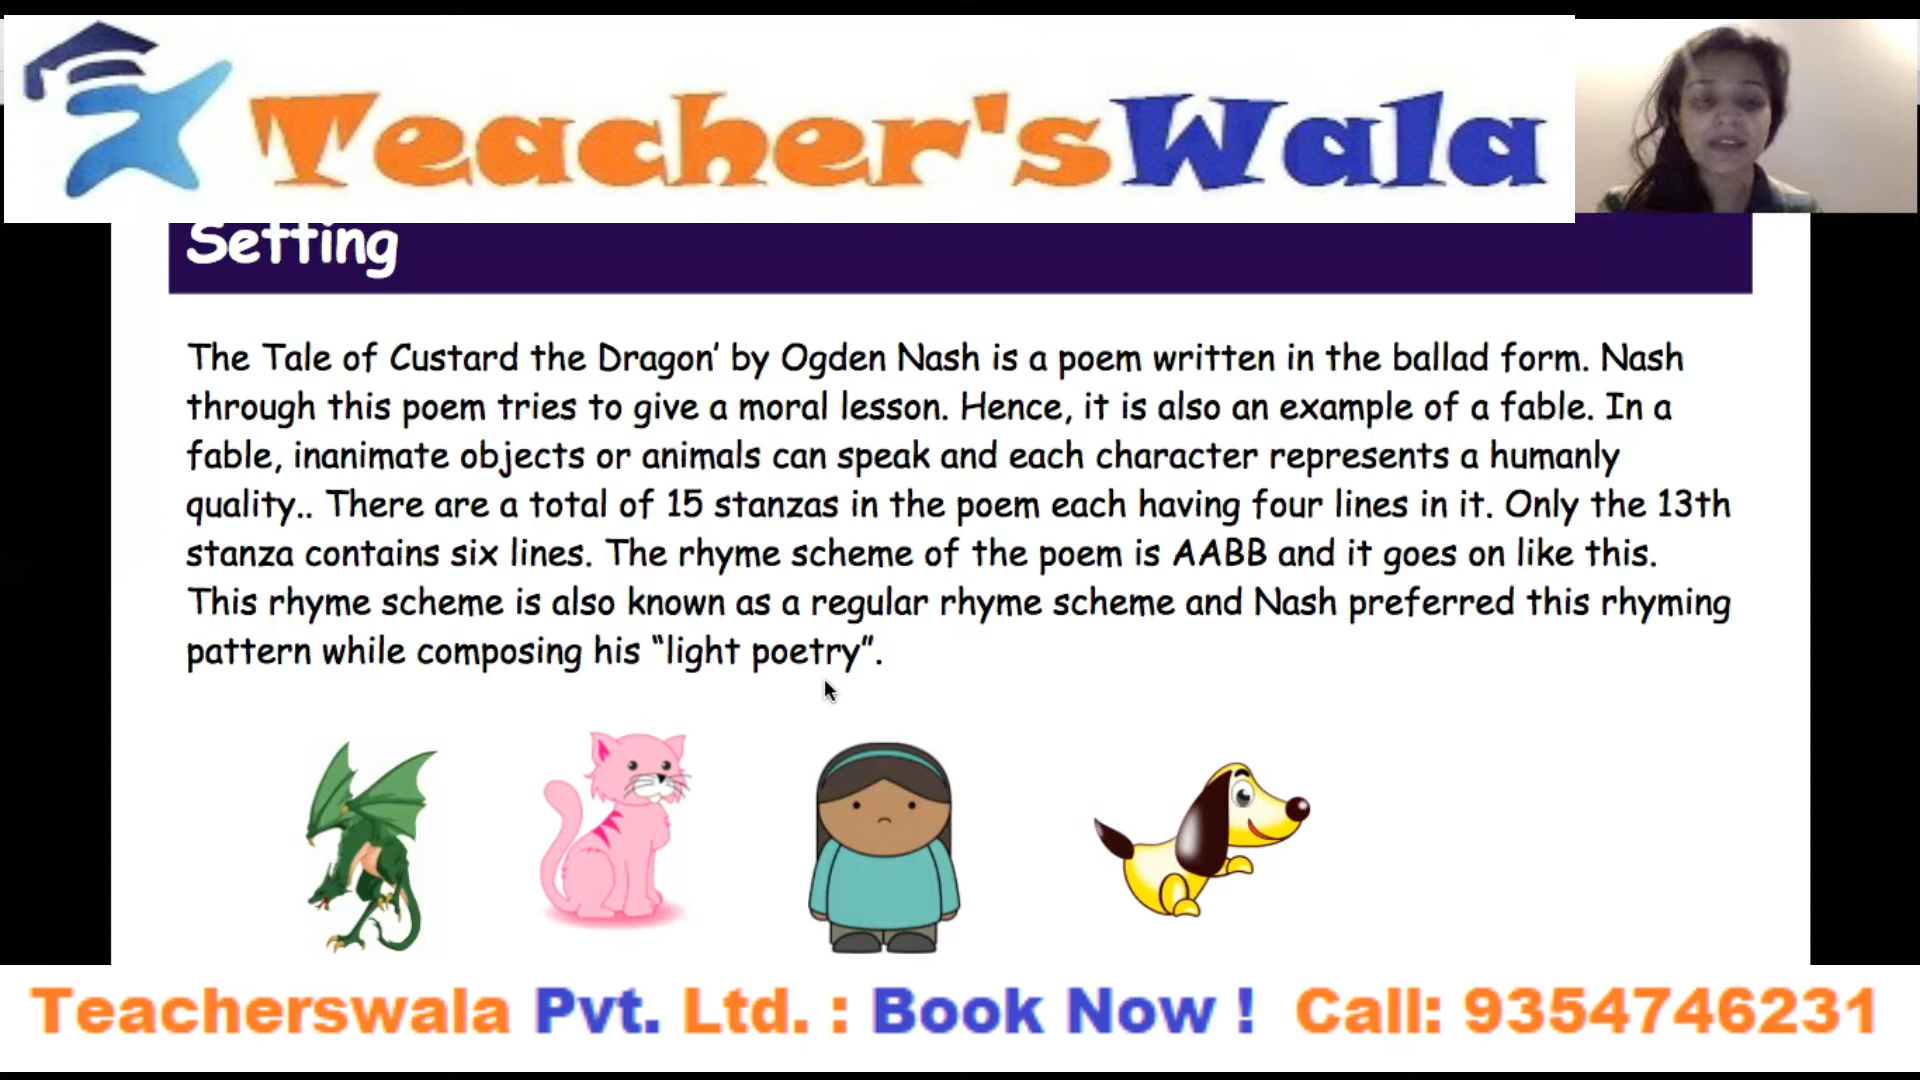 Teacher'sWala
Setting
The Tale of Custard the Dragon’ by Ogden Nash is a poem written in the ballad form. Nash
through this poem tries to give a moral lesson. Hence, it is also an example of a fable. In a
fable, inanimate objects or animals can speak and each character represents a humanly
quality.. There are a total of 15 stanzas in the poem each having four lines in it. Only the 13th
stanza contains six lines. The rhyme scheme of the poem is AABB and it goes on like this.
This rhyme scheme is also known as a regular rhyme scheme and Nash preferred this rhyming
pattern while composing his “light poetry”.
Teacherswala Pvt. Ltd. : Book Now ! Call: 9354746231